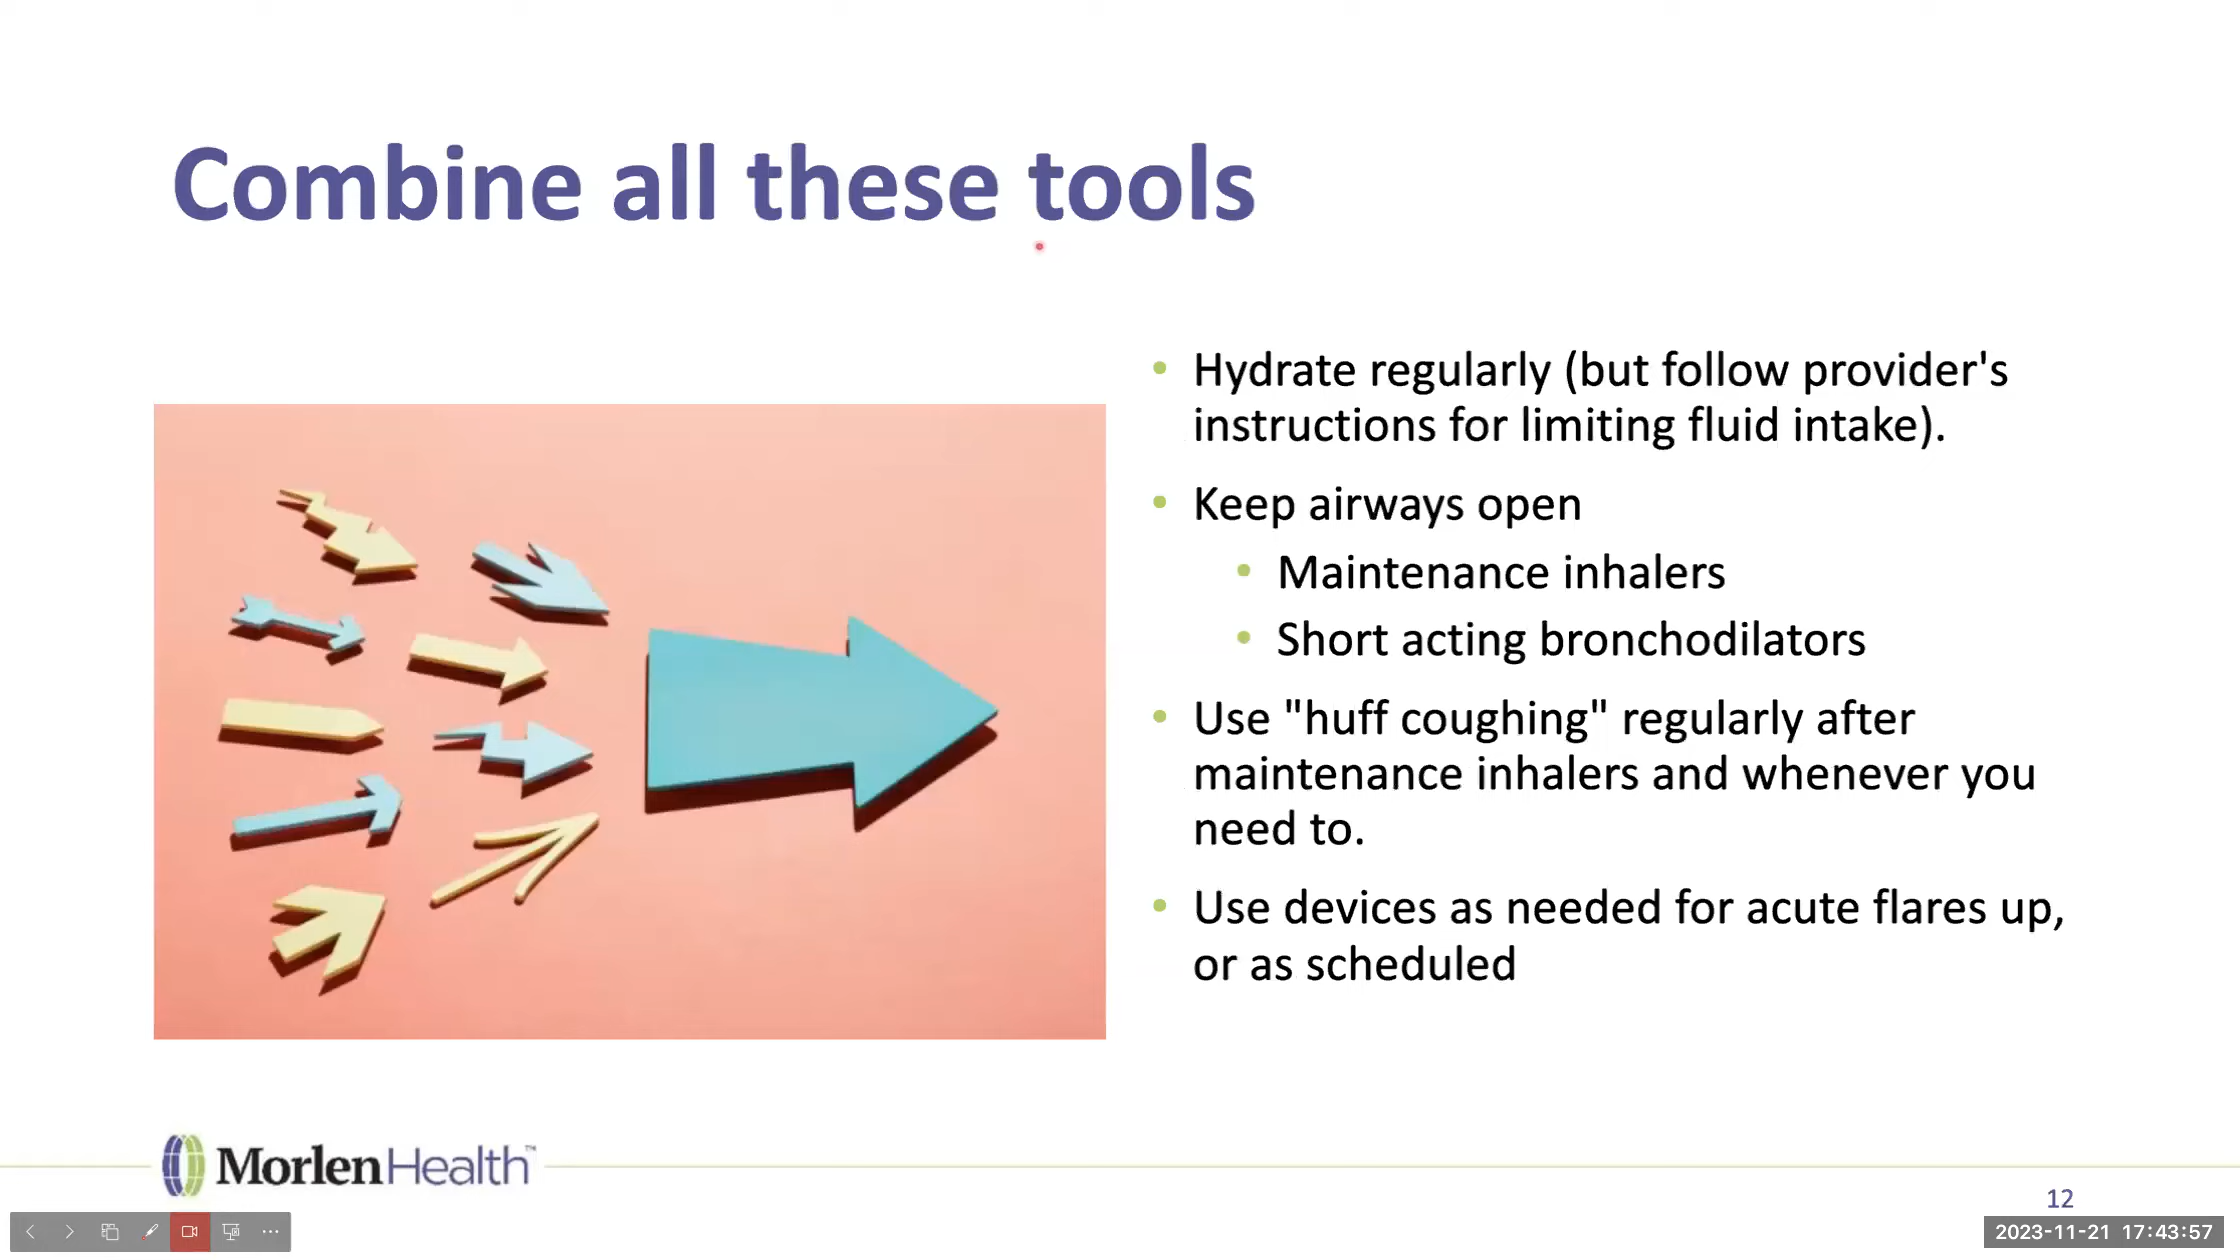 Combine all these tools
• Hydrate regularly (but follow provider's
instructions for limiting fluid intake).
• Keep airways open
• Maintenance inhalers
• Short acting bronchodilators
• Use "huff coughing" regularly after
maintenance inhalers and whenever you
need to.
• Use devices as needed for acute flares up,
or as scheduled
MorlenHealth™
12
2023-11-21 17:43:57